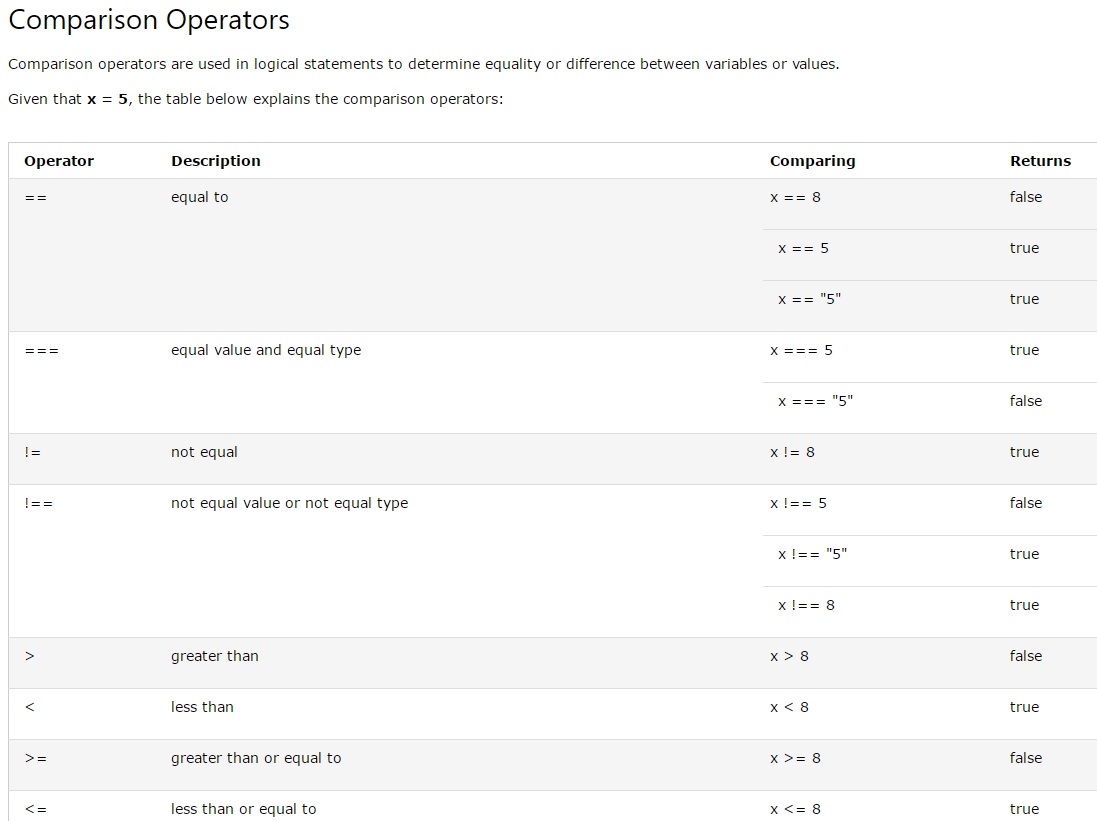 Comparison Operators
Comparison operators are used in logical statements to determine equality or difference between variables or values.
Given that x = 5, the table below explains the comparison operators:
Operator Description Comparing Returns
== equal to x == 8 false
x == 5 true
x == "5" true
=== equal value and equal type x === 5 true
x === "5" false
!= not equal x != 8 true
!== not equal value or not equal type x !== 5 false
x !== "5" true
x !== 8 true
> greater than x > 8 false
< less than x < 8 true
>= greater than or equal to x >= 8 false
<= less than or equal to x <= 8 true